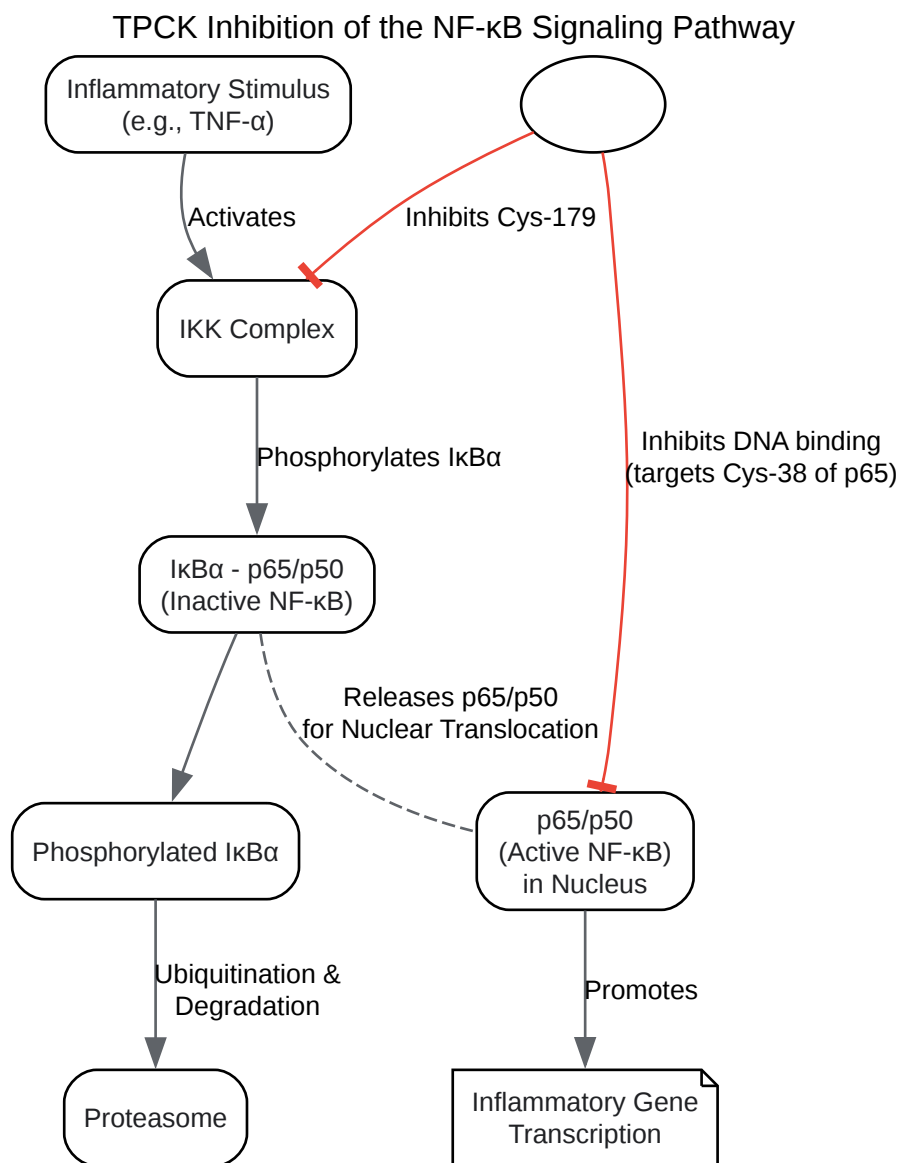 TPCK Inhibition of the NF-κB Signaling Pathway
Inflammatory Stimulus
(e.g., TNF-α)
Activates
Inhibits Cys-179
IKK Complex
Phosphorylates IκBα
Inhibits DNA binding
(targets Cys-38 of p65)
IκBα - p65/p50
(Inactive NF-κB)
Releases p65/p50
for Nuclear Translocation
Phosphorylated IκBα
p65/p50
(Active NF-κB)
in Nucleus
Ubiquitination &
Degradation
Promotes
Proteasome
Inflammatory Gene
Transcription